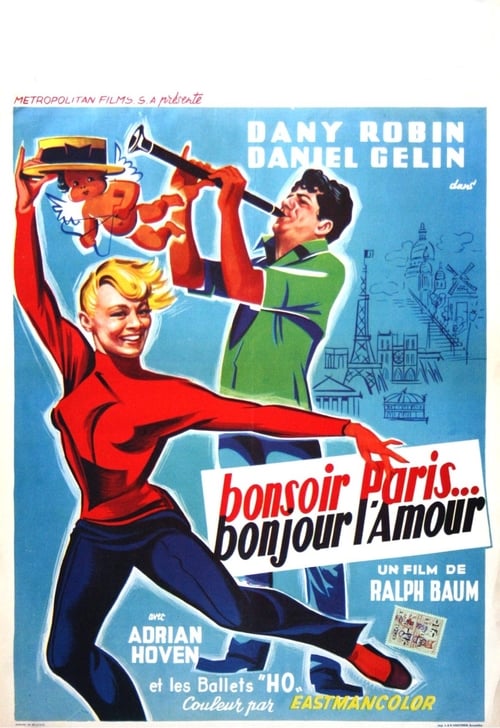 METROPOLITAN FILMS. S.A présente
DANY ROBIN
DANIEL GELIN
dans
bonsoir Paris...
bonjour l'Amour
UN FILM DE
RALPH BAUM
avec
ADRIAN
HOVEN
et les Ballets "HO"
Couleur par EASTMANCOLOR